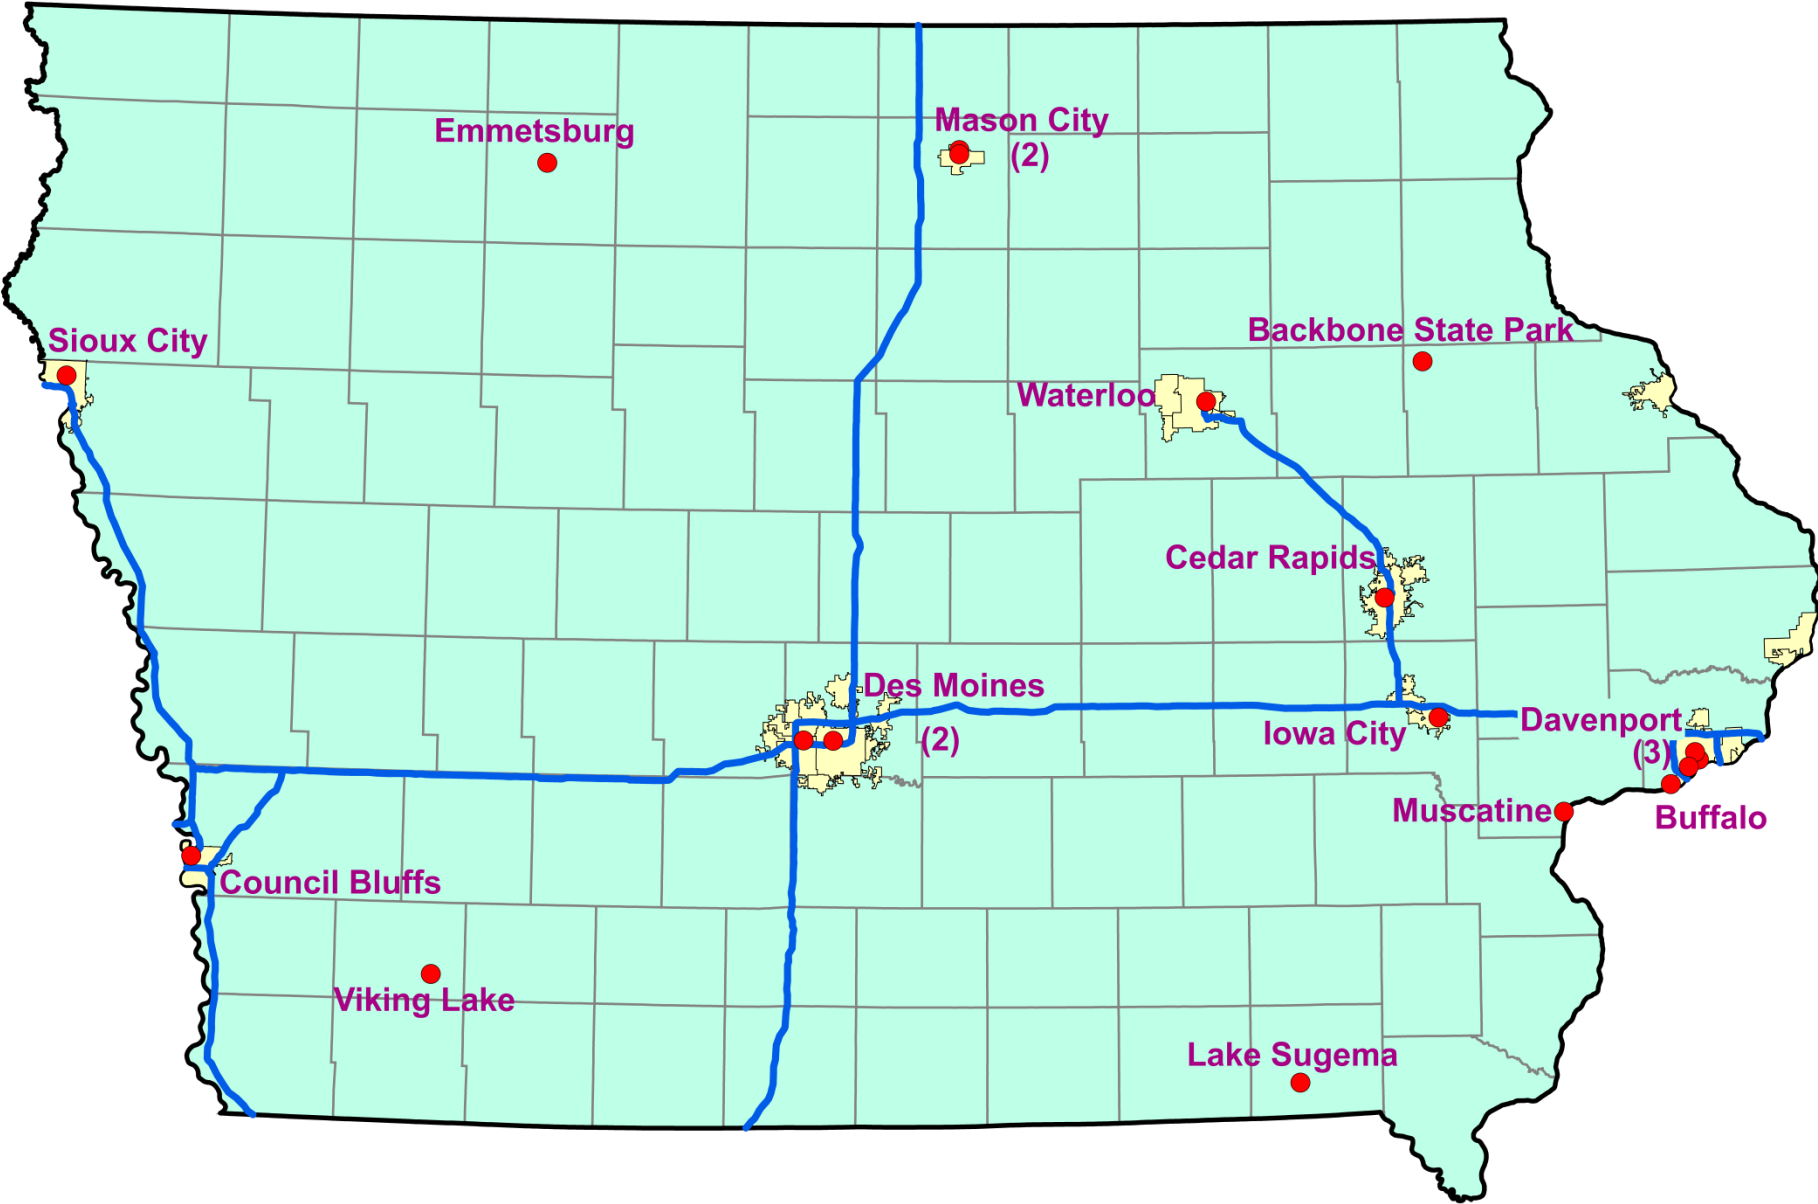 Emmetsburg
Mason City
(2)
Sioux City
Backbone State Park
Waterloo
Cedar Rapids
Des Moines
(2)
Iowa City
Davenport
(3)
Muscatine
Buffalo
Council Bluffs
Viking Lake
Lake Sugema